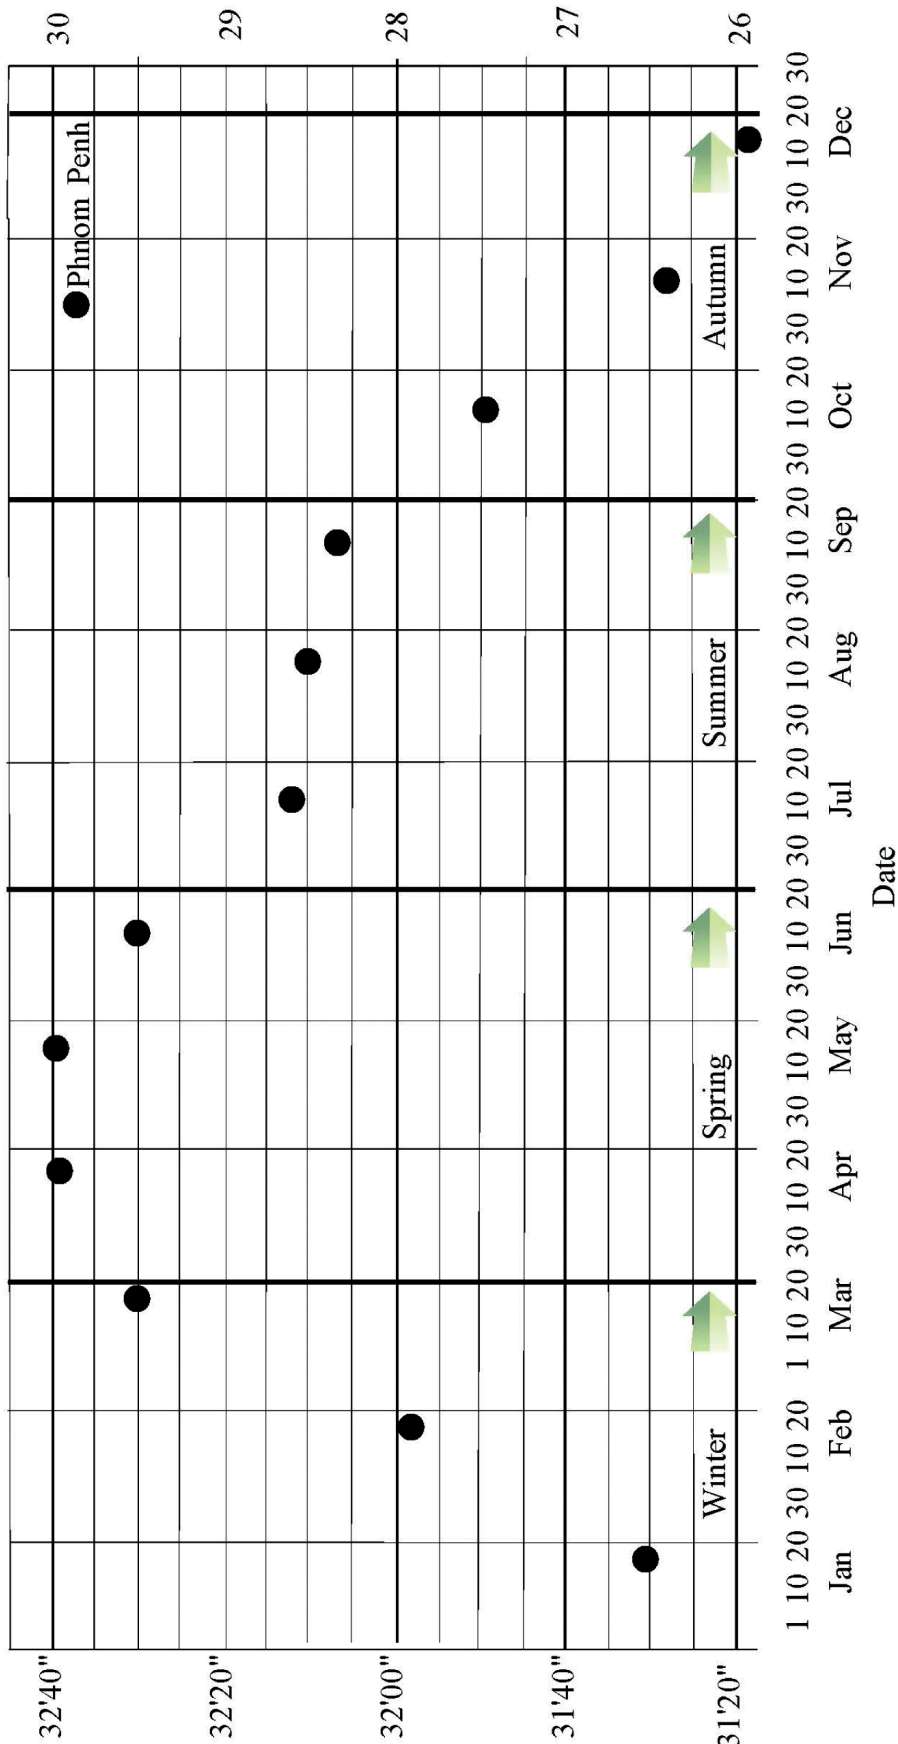 30 29 28 27 26
Phnom Penh
32'40" 32'20" 32'00" 31'40" 31'20"
Winter Spring Summer Autumn
1 10 20 30 10 20 1 10 20 30 10 20 30 10 20 30 10 20 30 10 20 30 10 20 30 10 20 30 10 20 30 10 20 30 10 20 30
Jan Feb Mar Apr May Jun Jul Aug Sep Oct Nov Dec
Date